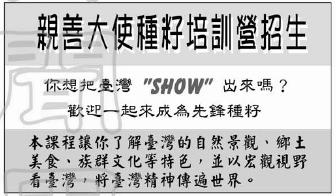 親善大使種籽培訓營招生
你想把臺灣 "SHOW" 出來嗎？
歡迎一起來成為先鋒種籽
本課程讓你了解臺灣的自然景觀、鄉土
美食、族群文化等特色，並以宏觀視野
看臺灣，將臺灣精神傳遍世界。